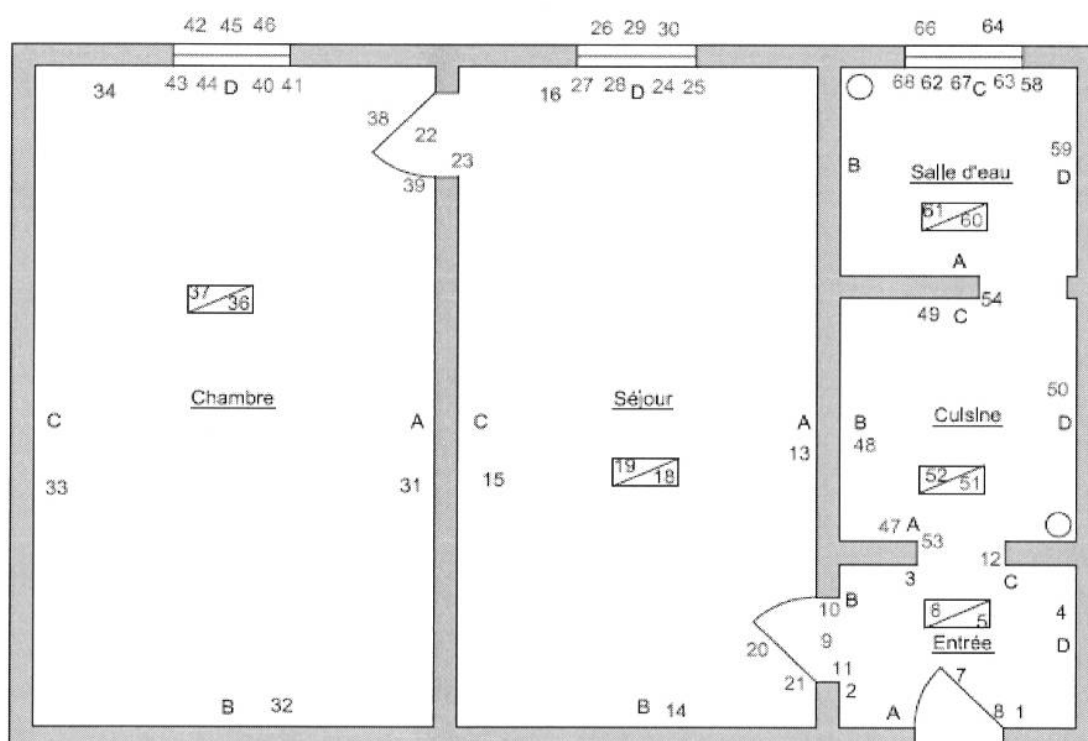 42 45 46 26 29 30 66 64
34 43 44 D 40 41 16 27 28 D 24 25 68 62 67 C 63 58
38 22 23 39
B Salle d'eau 59 D
61 60
A
37 36
54
49 C
Chambre Séjour 50
C A C A B Cuisine D
13 48
19 18 52 51
33 31 15
47 A
53 12
3 C
10 B 6 5 4
9 Entrée D
20 11 7
21 2
B 32 B 14 A 8 1